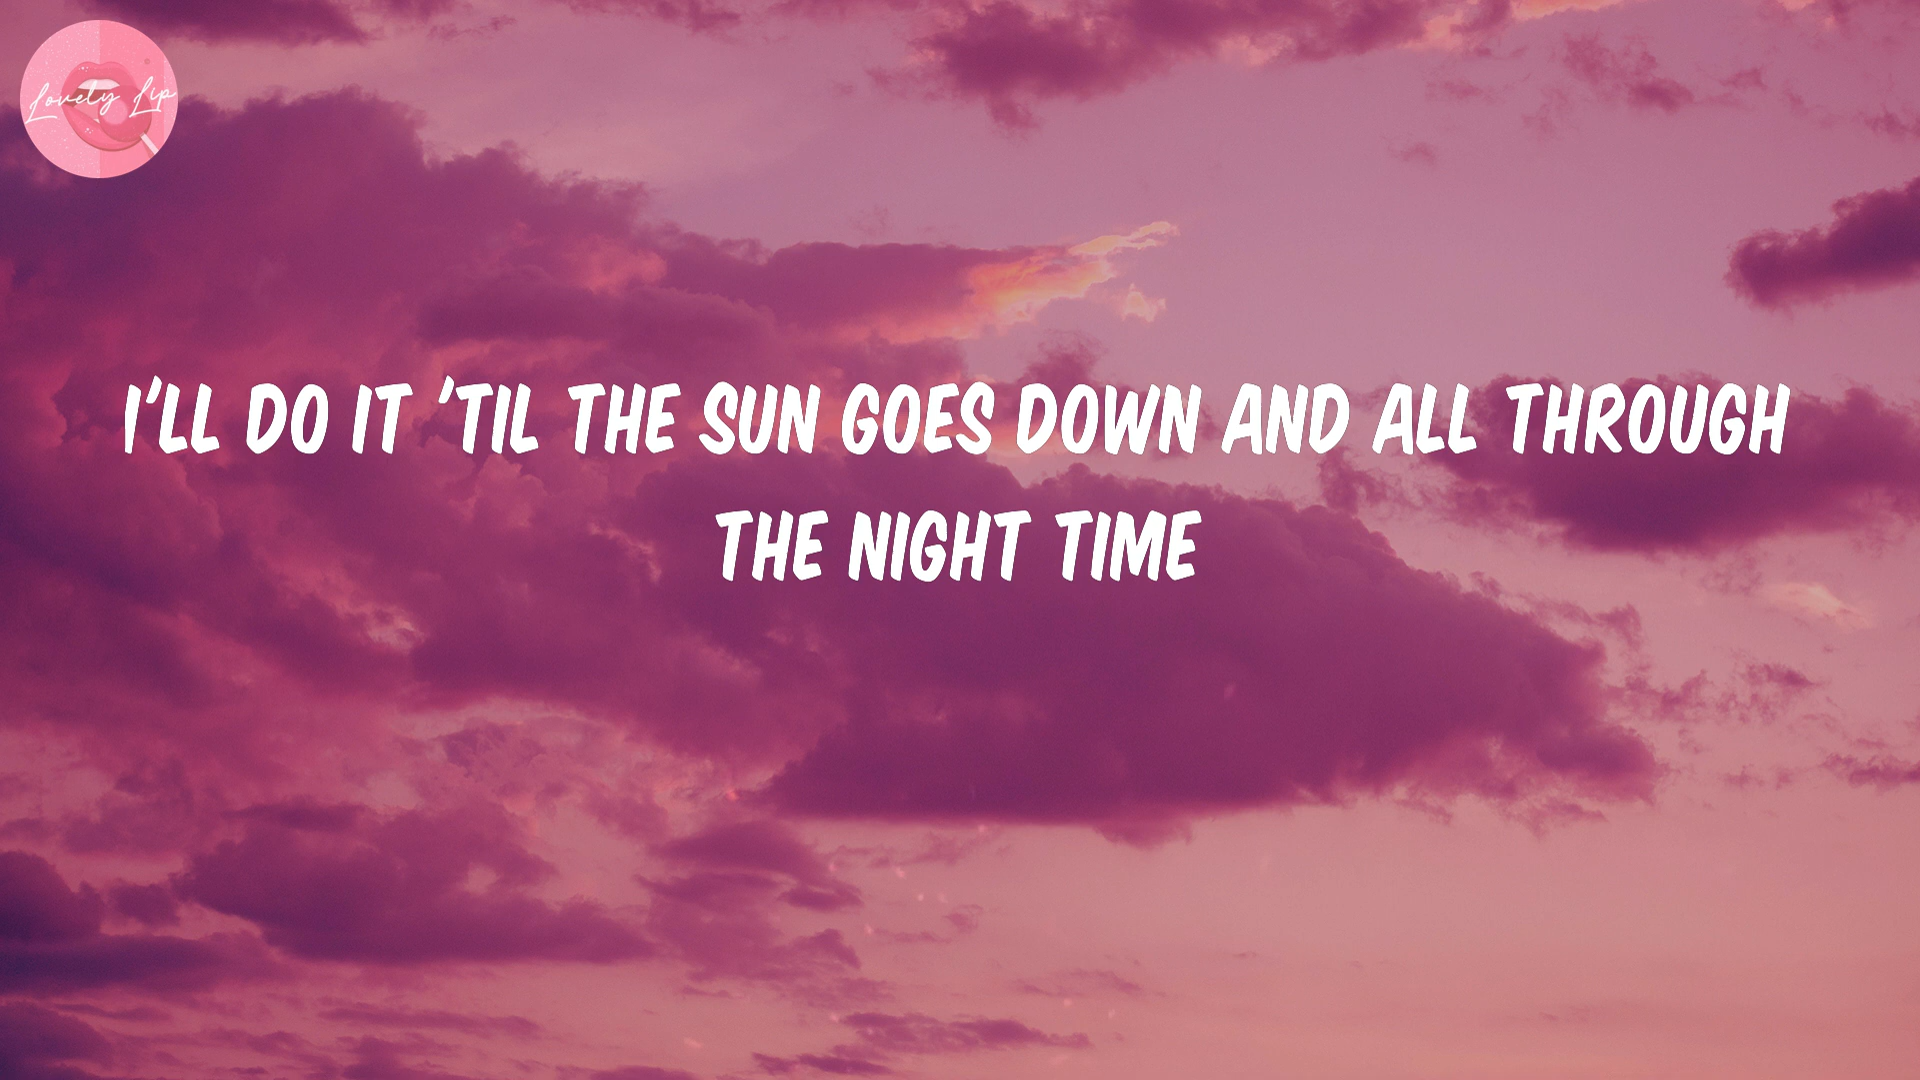 Lovely Lip
I'LL DO IT 'TIL THE SUN GOES DOWN AND ALL THROUGH
THE NIGHT TIME